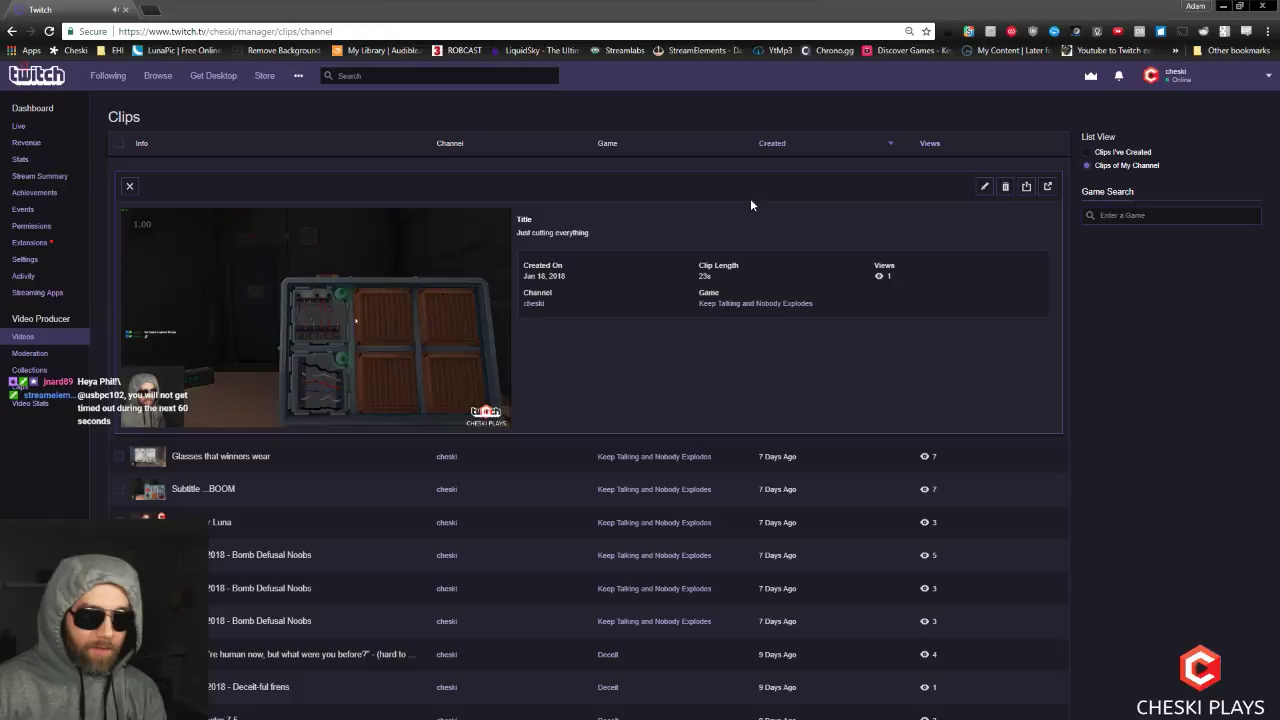 Twitch
Adam
Secure https://www.twitch.tv/cheski/manager/clips/channel
Apps Cheski EHI LunaPic | Free Online Remove Background My Library | Audible ROBCAST LiquidSky - The Ulti Streamlabs StreamElements - Da YtMp3 Chrono.gg Discover Games - Key My Content | Later fo Youtube to Twitch ex Other bookmarks
twitch Following Browse Get Desktop Store Search cheski
Online
Dashboard
Live
Revenue
Stats
Stream Summary
Achievements
Events
Permissions
Extensions
Settings
Activity
Streaming Apps
Video Producer
Videos
Moderation
Collections
Video Stats
jnard89 Heya Phil!\
streamelem... @usbpc102, you will not get
timed out during the next 60
seconds
Clips
Info Channel Game Created Views
1.00
twitch
CHESKI PLAYS
Title
Just cutting everything
Created On Clip Length Views
Jan 18, 2018 23s 1
Channel Game
cheski Keep Talking and Nobody Explodes
Glasses that winners wear cheski Keep Talking and Nobody Explodes 7 Days Ago 7
Subtitle ...BOOM cheski Keep Talking and Nobody Explodes 7 Days Ago 7
r Luna cheski Keep Talking and Nobody Explodes 7 Days Ago 3
2018 - Bomb Defusal Noobs cheski Keep Talking and Nobody Explodes 7 Days Ago 5
2018 - Bomb Defusal Noobs cheski Keep Talking and Nobody Explodes 7 Days Ago 3
2018 - Bomb Defusal Noobs cheski Keep Talking and Nobody Explodes 7 Days Ago 3
're human now, but what were you before?" - (hard to ... cheski Deceit 9 Days Ago 4
2018 - Deceit-ful frens cheski Deceit 9 Days Ago 1
List View
Clips I've Created
Clips of My Channel
Game Search
Enter a Game
CHESKI PLAYS